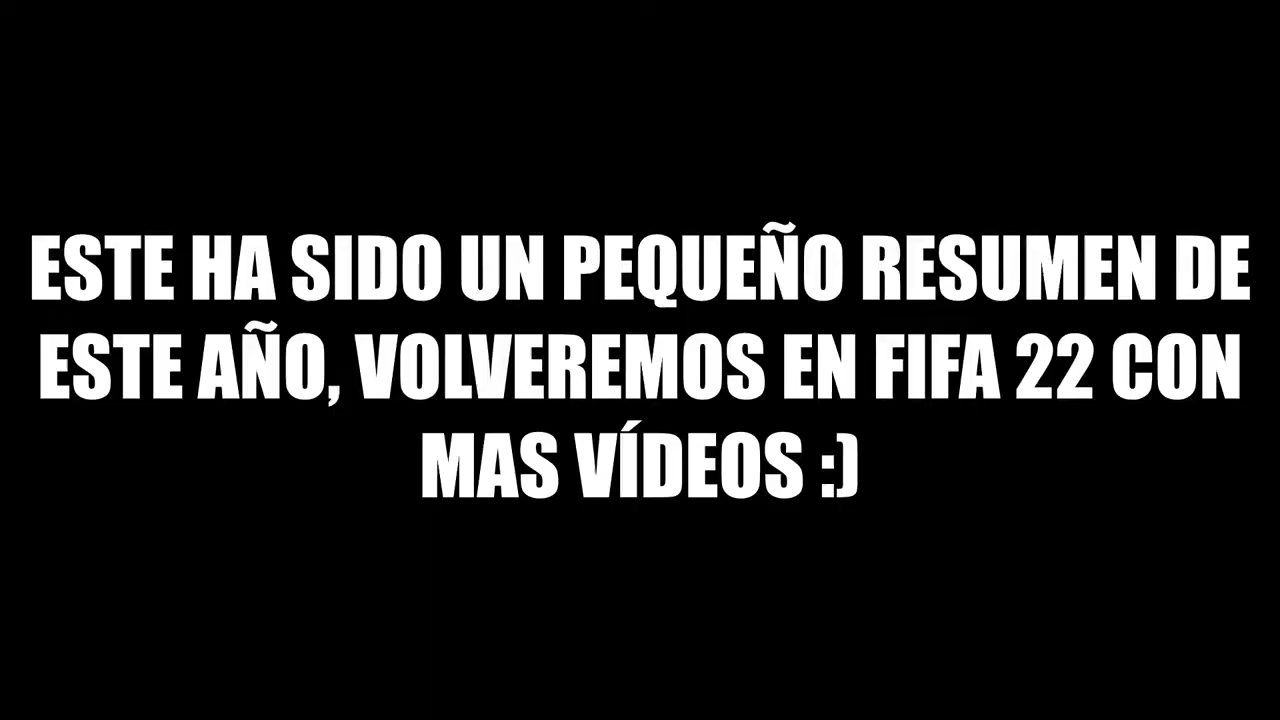 ESTE HA SIDO UN PEQUEÑO RESUMEN DE
ESTE AÑO, VOLVEREMOS EN FIFA 22 CON
MAS VÍDEOS :)